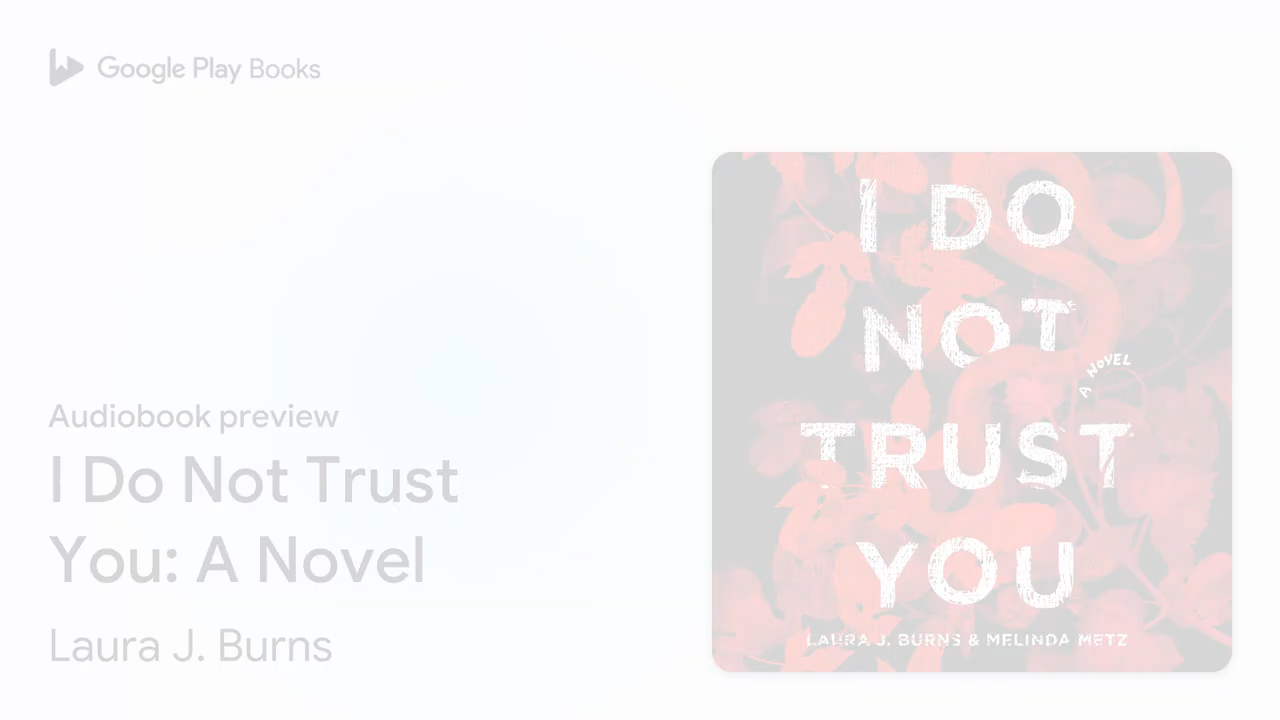 Google Play Books
Audiobook preview
I Do Not Trust
You: A Novel
Laura J. Burns
I DO
NOT
A NOVEL
TRUST
YOU
LAURA J. BURNS & MELINDA METZ